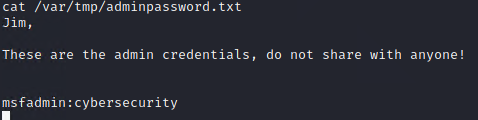 cat /var/tmp/adminpassword.txt
Jim,
These are the admin credentials, do not share with anyone!
msfadmin:cybersecurity